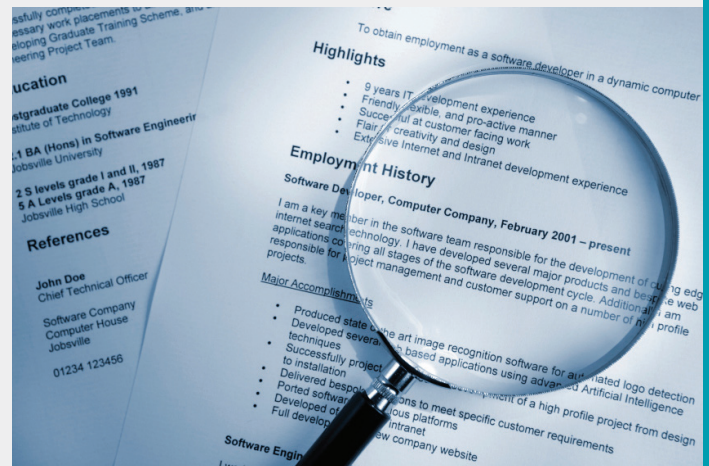 ssfully comple
essary work placements to
eloping Graduate Training Scheme, and
neering Project Team.
ucation
stgraduate College 1991
stitute of Technology
.1 BA (Hons) in Software Engineerin
Jobsville University
2 S levels grade I and II, 1987
5 A Levels grade A, 1987
Jobsville High School
References
John Doe
Chief Technical Officer
Software Company
Computer House
Jobsville
01234 123456
To obtain employment as a software developer in a dynamic computer
Highlights
9 years IT development experience
Friendly flexible, and pro-active manner
Successful at customer facing work
Flair creativity and design
Extensive Internet and Intranet development experience
Employment History
Software Developer, Computer Company, February 2001 – present
I am a key member in the software team responsible for the development of cutting edg
internet search technology. I have developed several major products and bespoke web
applications covering all stages of the software development cycle. Additionally I am
responsible for project management and customer support on a number of high profile
projects.
Major Accomplishments
Produced state the art image recognition software for automated logo detection
Developed several web based applications using advanced Artificial Intelligence
techniques
Successfully project development of a high profile project from design
to installation
Delivered bespoke solutions to meet specific customer requirements
Ported software various platforms
Developed of intranet
Full develop new company website
Software Engin